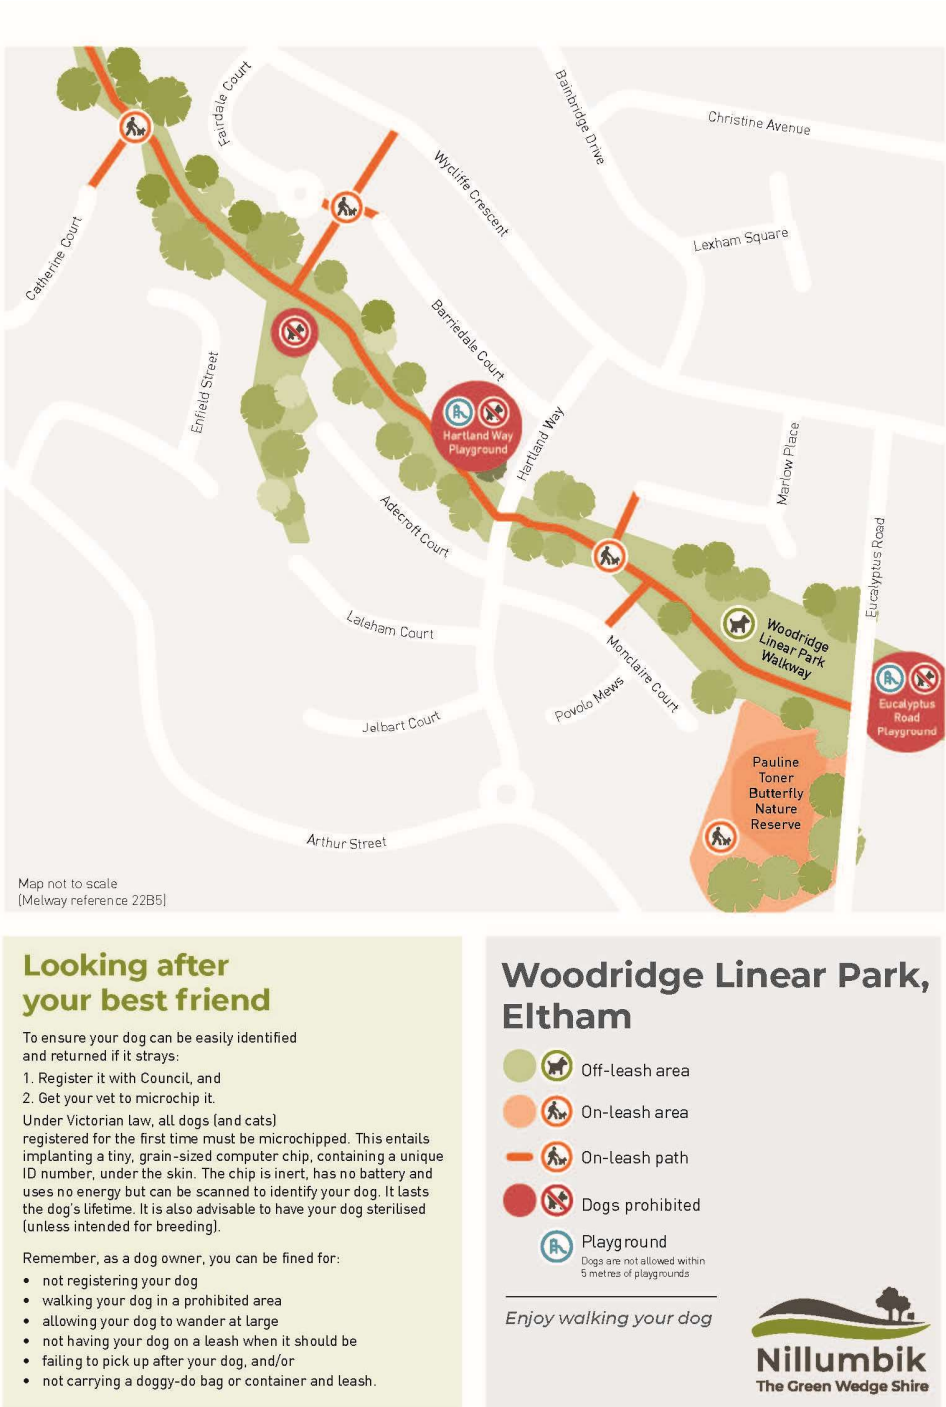 Fairdale Court
Bainbridge Drive
Christine Avenue
Wycliffe Crescent
Lexham Square
Catherine Court
Barriedale Court
Enfield Street
Hartland Way
Playground
Hartland Way
Marlow Place
Adecroft Court
Eucalyptus Road
Laleham Court
Woodridge
Linear Park
Walkway
Monclaire Court
Povolo Mews
Jelbart Court
Eucalyptus
Road
Playground
Pauline
Toner
Butterfly
Nature
Reserve
Arthur Street
Map not to scale
(Melway reference 22B5)
Looking after
your best friend
To ensure your dog can be easily identified
and returned if it strays:
1. Register it with Council, and
2. Get your vet to microchip it.
Under Victorian law, all dogs (and cats)
registered for the first time must be microchipped. This entails
implanting a tiny, grain-sized computer chip, containing a unique
ID number, under the skin. The chip is inert, has no battery and
uses no energy but can be scanned to identify your dog. It lasts
the dog's lifetime. It is also advisable to have your dog sterilised
(unless intended for breeding).
Remember, as a dog owner, you can be fined for:
• not registering your dog
• walking your dog in a prohibited area
• allowing your dog to wander at large
• not having your dog on a leash when it should be
• failing to pick up after your dog, and/or
• not carrying a doggy-do bag or container and leash.
Woodridge Linear Park,
Eltham
Off-leash area
On-leash area
On-leash path
Dogs prohibited
Playground
Dogs are not allowed within
5 metres of playgrounds
Enjoy walking your dog
Nillumbik
The Green Wedge Shire